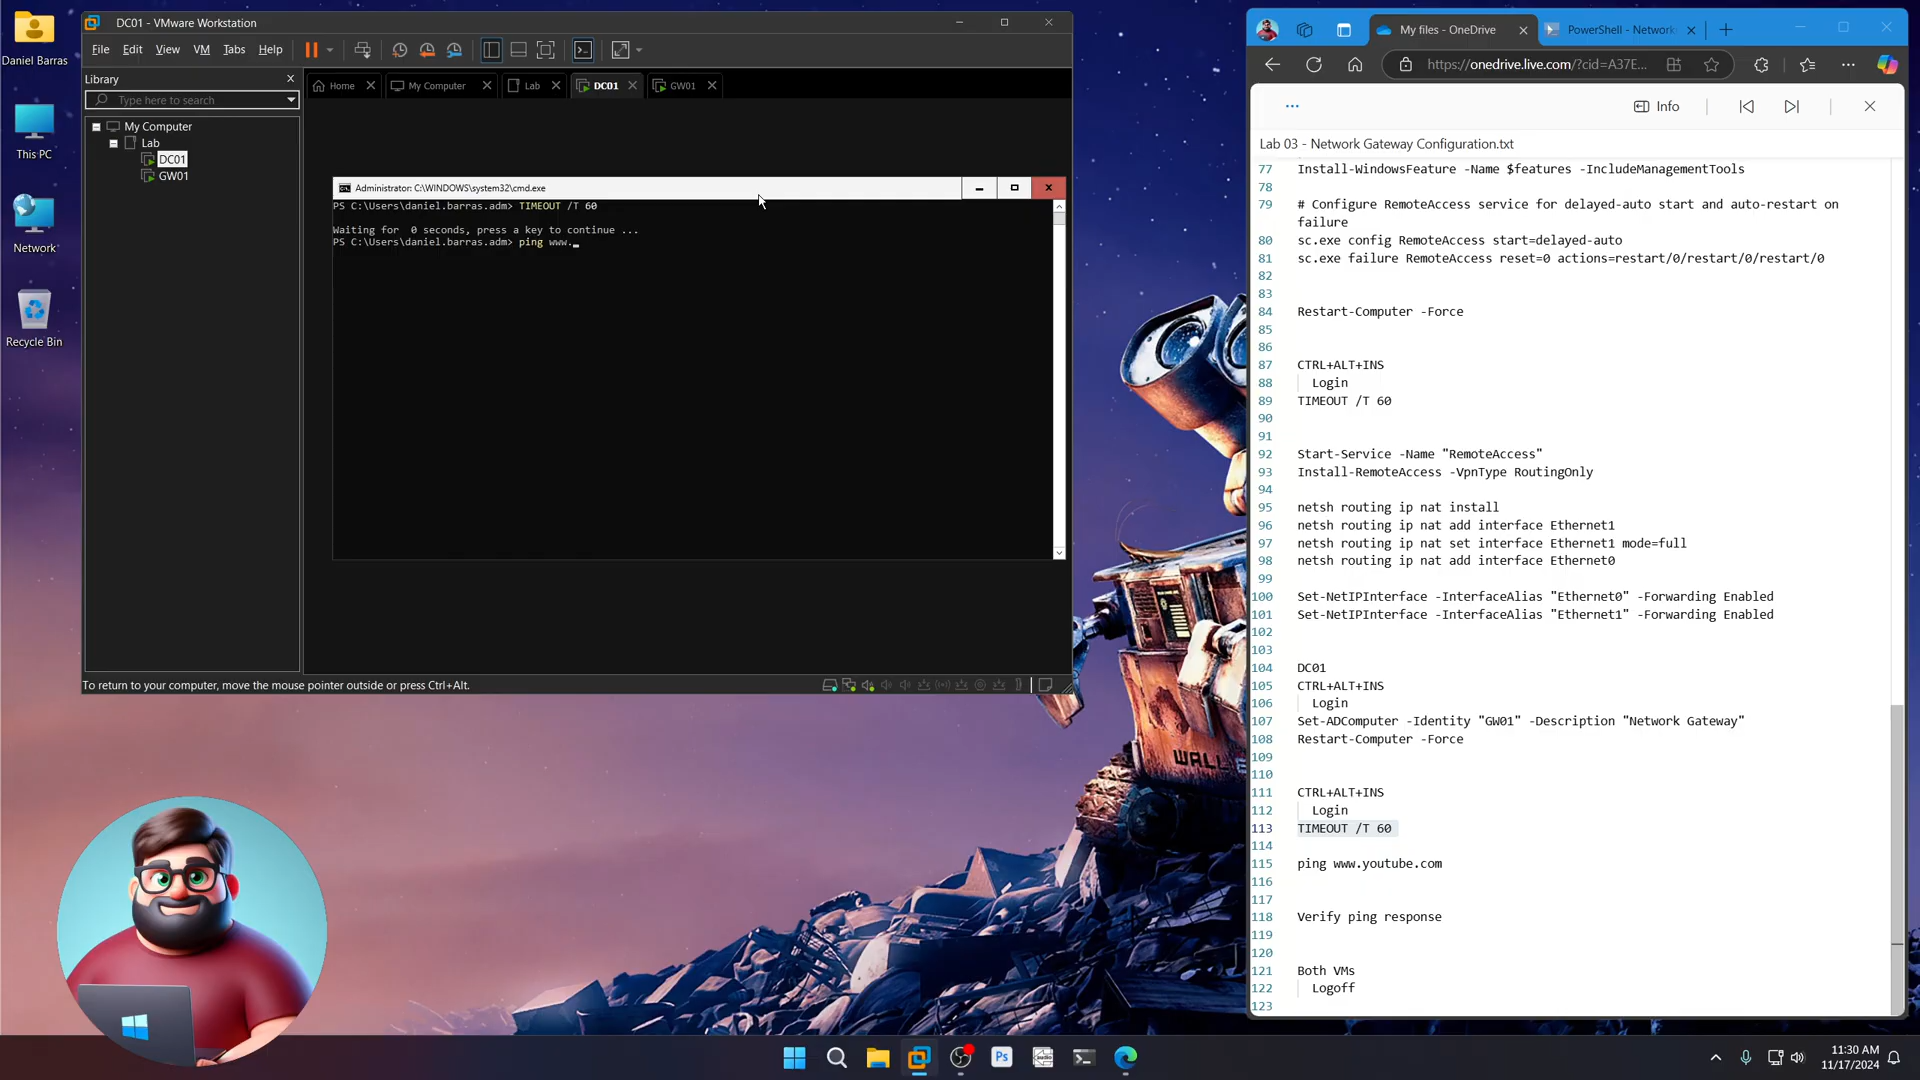 Daniel Barras
This PC
Network
Recycle Bin
DC01 - VMware Workstation
File Edit View VM Tabs Help
Library
Type here to search
My Computer
Lab
DC01
GW01
Home
My Computer
Lab
DC01
GW01
Administrator: C:\WINDOWS\system32\cmd.exe
PS C:\Users\daniel.barras.adm> TIMEOUT /T 60
Waiting for  0 seconds, press a key to continue ...
PS C:\Users\daniel.barras.adm> ping www._
To return to your computer, move the mouse pointer outside or press Ctrl+Alt.
My files - OneDrive
PowerShell - Network
https://onedrive.live.com/?cid=A37E...
Info
Lab 03 - Network Gateway Configuration.txt
77 Install-WindowsFeature -Name $features -IncludeManagementTools
78
79 # Configure RemoteAccess service for delayed-auto start and auto-restart on
failure
80 sc.exe config RemoteAccess start=delayed-auto
81 sc.exe failure RemoteAccess reset=0 actions=restart/0/restart/0/restart/0
82
83
84 Restart-Computer -Force
85
86
87 CTRL+ALT+INS
88 Login
89 TIMEOUT /T 60
90
91
92 Start-Service -Name "RemoteAccess"
93 Install-RemoteAccess -VpnType RoutingOnly
94
95 netsh routing ip nat install
96 netsh routing ip nat add interface Ethernet1
97 netsh routing ip nat set interface Ethernet1 mode=full
98 netsh routing ip nat add interface Ethernet0
99
100 Set-NetIPInterface -InterfaceAlias "Ethernet0" -Forwarding Enabled
101 Set-NetIPInterface -InterfaceAlias "Ethernet1" -Forwarding Enabled
102
103
104 DC01
105 CTRL+ALT+INS
106 Login
107 Set-ADComputer -Identity "GW01" -Description "Network Gateway"
108 Restart-Computer -Force
109
110
111 CTRL+ALT+INS
112 Login
113 TIMEOUT /T 60
114
115 ping www.youtube.com
116
117
118 Verify ping response
119
120
121 Both VMs
122 Logoff
123
WALL
Ps
11:30 AM
11/17/2024